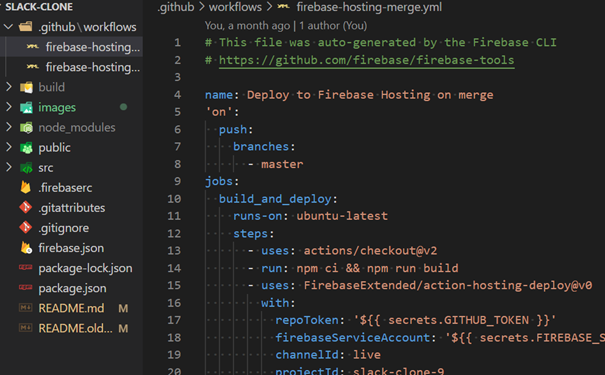 SLACK-CLONE
.github\workflows
firebase-hosting...
firebase-hosting...
build
images
node_modules
public
src
.firebaserc
.gitattributes
.gitignore
firebase.json
package-lock.json
package.json
README.md M
README.old... M
.github > workflows > firebase-hosting-merge.yml
You, a month ago | 1 author (You)
1 # This file was auto-generated by the Firebase CLI
2 # https://github.com/firebase/firebase-tools
3
4 name: Deploy to Firebase Hosting on merge
5 'on':
6 push:
7 branches:
8 - master
9 jobs:
10 build_and_deploy:
11 runs-on: ubuntu-latest
12 steps:
13 - uses: actions/checkout@v2
14 - run: npm ci && npm run build
15 - uses: FirebaseExtended/action-hosting-deploy@v0
16 with:
17 repoToken: '${{ secrets.GITHUB_TOKEN }}'
18 firebaseServiceAccount: '${{ secrets.FIREBASE_S
19 channelId: live
20 projectId: slack-clone-9